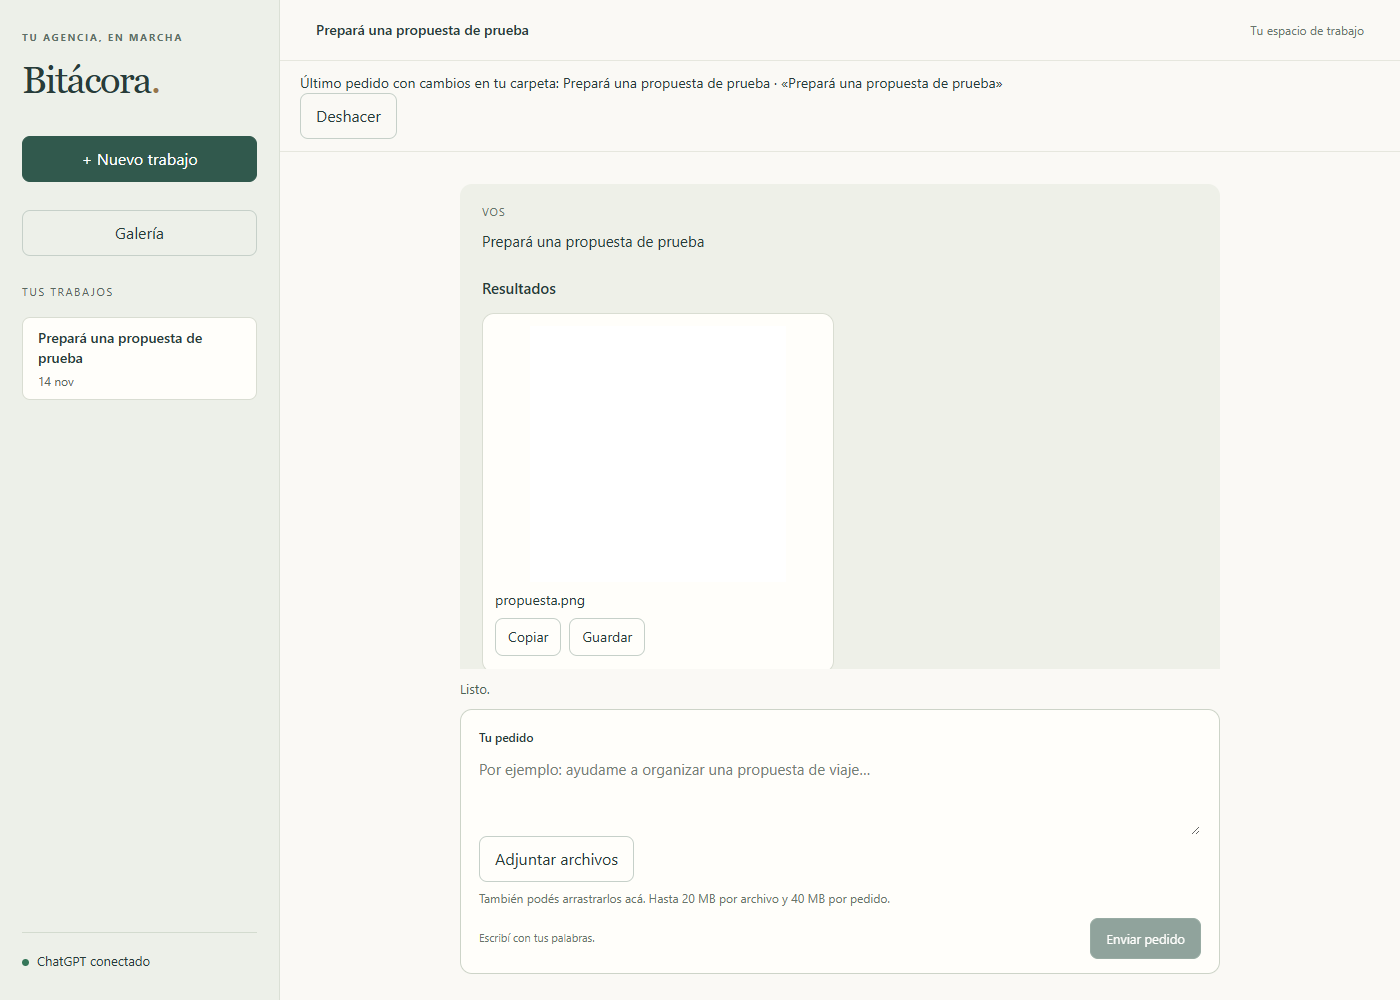 TU AGENCIA, EN MARCHA
Bitácora.
+ Nuevo trabajo
Galería
TUS TRABAJOS
Prepará una propuesta de
prueba
14 nov
ChatGPT conectado
Prepará una propuesta de prueba
Tu espacio de trabajo
Último pedido con cambios en tu carpeta: Prepará una propuesta de prueba · «Prepará una propuesta de prueba»
Deshacer
VOS
Prepará una propuesta de prueba
Resultados
propuesta.png
Copiar
Guardar
Listo.
Tu pedido
Por ejemplo: ayudame a organizar una propuesta de viaje...
Adjuntar archivos
También podés arrastrarlos acá. Hasta 20 MB por archivo y 40 MB por pedido.
Escribí con tus palabras.
Enviar pedido